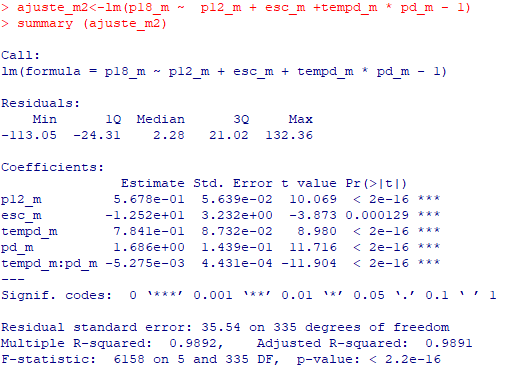 > ajuste_m2<-lm(p18_m ~  p12_m + esc_m +tempd_m * pd_m - 1)
> summary (ajuste_m2)
Call:
lm(formula = p18_m ~ p12_m + esc_m + tempd_m * pd_m - 1)
Residuals:
    Min      1Q  Median      3Q     Max
-113.05  -24.31    2.28   21.02  132.36
Coefficients:
               Estimate Std. Error t value Pr(>|t|)
p12_m         5.678e-01  5.639e-02  10.069  < 2e-16 ***
esc_m        -1.252e+01  3.232e+00  -3.873 0.000129 ***
tempd_m       7.841e-01  8.732e-02   8.980  < 2e-16 ***
pd_m          1.686e+00  1.439e-01  11.716  < 2e-16 ***
tempd_m:pd_m -5.275e-03  4.431e-04 -11.904  < 2e-16 ***
---
Signif. codes:  0 ‘***’ 0.001 ‘**’ 0.01 ‘*’ 0.05 ‘.’ 0.1 ‘ ’ 1
Residual standard error: 35.54 on 335 degrees of freedom
Multiple R-squared:  0.9892,    Adjusted R-squared:  0.9891
F-statistic:  6158 on 5 and 335 DF,  p-value: < 2.2e-16